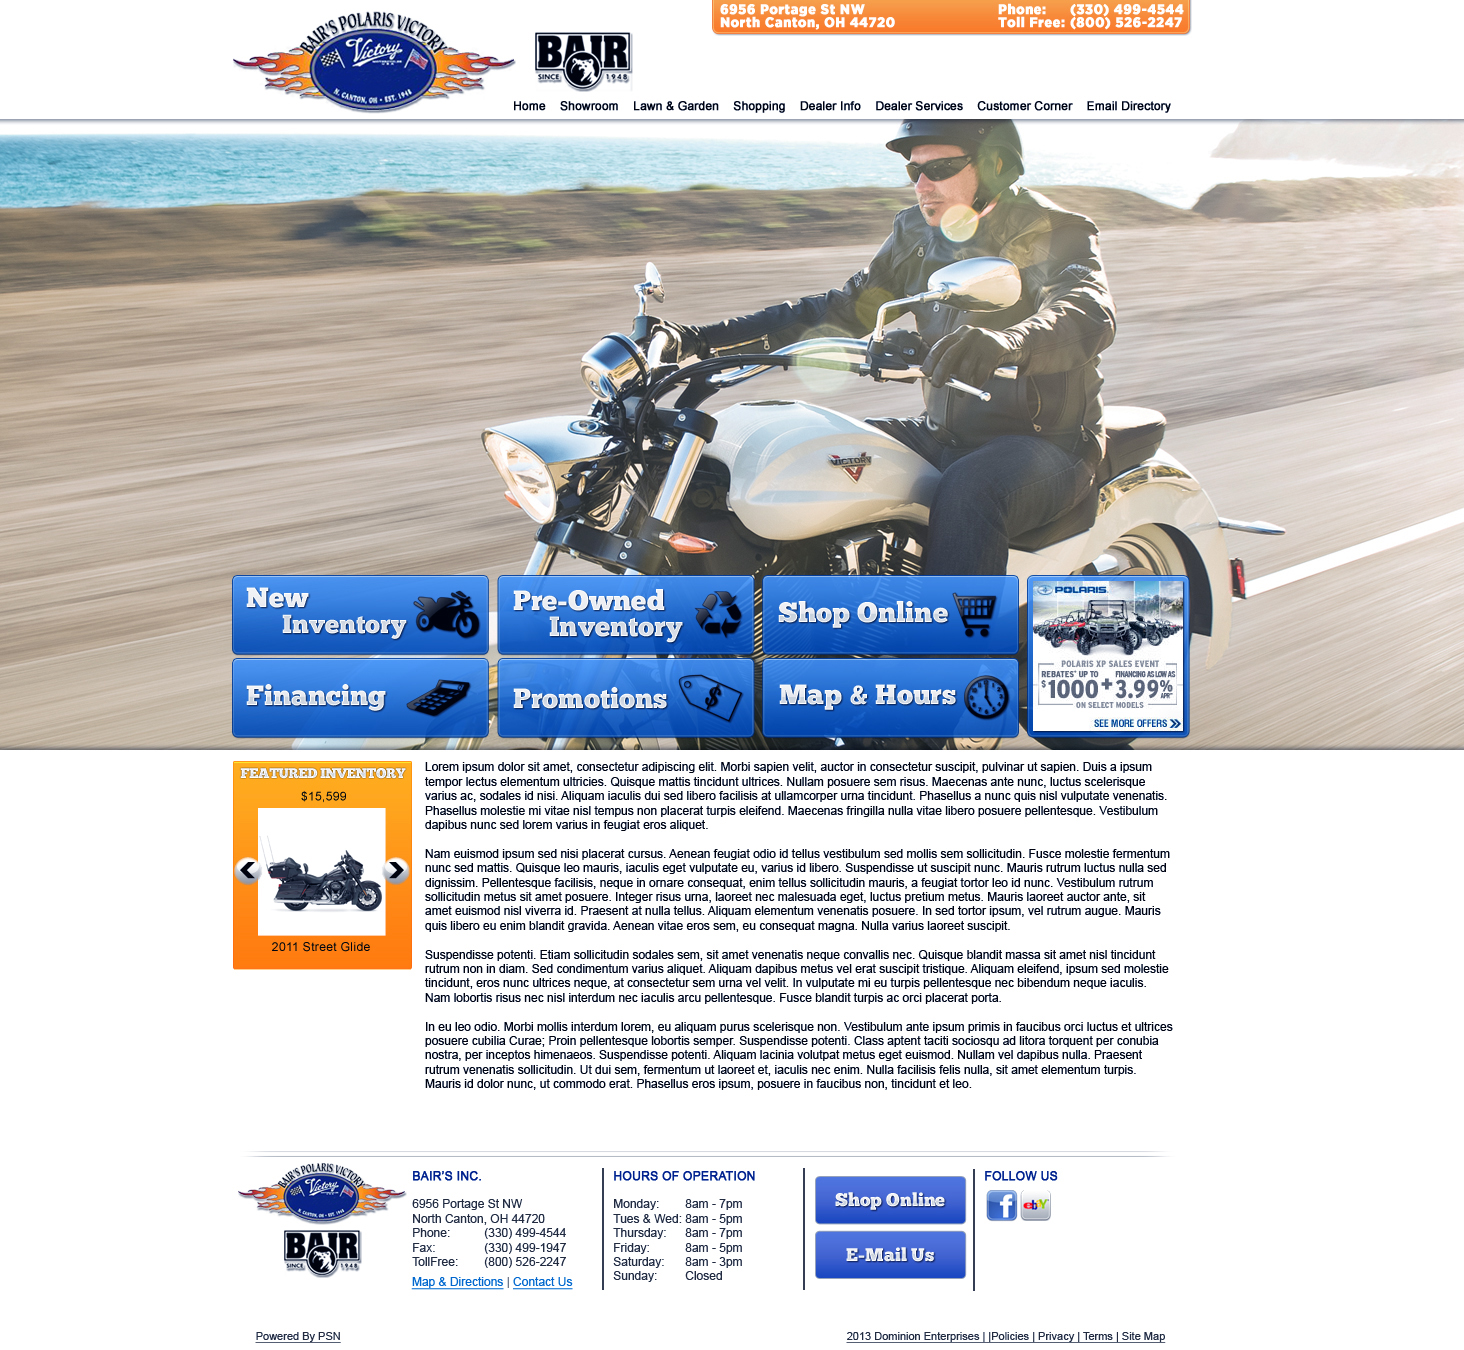 BAIR'S POLARIS VICTORY
Victory
N. CANTON, OH - EST. 1948
BAIR
SINCE 1948
6956 Portage St NW
North Canton, OH 44720
Phone: (330) 499-4544
Toll Free: (800) 526-2247
Home Showroom Lawn & Garden Shopping Dealer Info Dealer Services Customer Corner Email Directory
VICTORY
New
Inventory
Pre-Owned
Inventory
Shop Online
Financing
Promotions
$
Map & Hours
POLARIS
POLARIS XP SALES EVENT
REBATES* UP TO
$1000
+
FINANCING AS LOW AS
3.99% APR**
ON SELECT MODELS
SEE MORE OFFERS
FEATURED INVENTORY
$15,599
2011 Street Glide
Lorem ipsum dolor sit amet, consectetur adipiscing elit. Morbi sapien velit, auctor in consectetur suscipit, pulvinar ut sapien. Duis a ipsum
tempor lectus elementum ultricies. Quisque mattis tincidunt ultrices. Nullam posuere sem risus. Maecenas ante nunc, luctus scelerisque
varius ac, sodales id nisi. Aliquam iaculis dui sed libero facilisis at ullamcorper urna tincidunt. Phasellus a nunc quis nisl vulputate venenatis.
Phasellus molestie mi vitae nisl tempus non placerat turpis eleifend. Maecenas fringilla nulla vitae libero posuere pellentesque. Vestibulum
dapibus nunc sed lorem varius in feugiat eros aliquet.
Nam euismod ipsum sed nisi placerat cursus. Aenean feugiat odio id tellus vestibulum sed mollis sem sollicitudin. Fusce molestie fermentum
nunc sed mattis. Quisque leo mauris, iaculis eget vulputate eu, varius id libero. Suspendisse ut suscipit nunc. Mauris rutrum luctus nulla sed
dignissim. Pellentesque facilisis, neque in ornare consequat, enim tellus sollicitudin mauris, a feugiat tortor leo id nunc. Vestibulum rutrum
sollicitudin metus sit amet posuere. Integer risus urna, laoreet nec malesuada eget, luctus pretium metus. Mauris laoreet auctor ante, sit
amet euismod nisl viverra id. Praesent at nulla tellus. Aliquam elementum venenatis posuere. In sed tortor ipsum, vel rutrum augue. Mauris
quis libero eu enim blandit gravida. Aenean vitae eros sem, eu consequat magna. Nulla varius laoreet suscipit.
Suspendisse potenti. Etiam sollicitudin sodales sem, sit amet venenatis neque convallis nec. Quisque blandit massa sit amet nisl tincidunt
rutrum non in diam. Sed condimentum varius aliquet. Aliquam dapibus metus vel erat suscipit tristique. Aliquam eleifend, ipsum sed molestie
tincidunt, eros nunc ultrices neque, at consectetur sem urna vel velit. In vulputate mi eu turpis pellentesque nec bibendum neque iaculis.
Nam lobortis risus nec nisl interdum nec iaculis arcu pellentesque. Fusce blandit turpis ac orci placerat porta.
In eu leo odio. Morbi mollis interdum lorem, eu aliquam purus scelerisque non. Vestibulum ante ipsum primis in faucibus orci luctus et ultrices
posuere cubilia Curae; Proin pellentesque lobortis semper. Suspendisse potenti. Class aptent taciti sociosqu ad litora torquent per conubia
nostra, per inceptos himenaeos. Suspendisse potenti. Aliquam lacinia volutpat metus eget euismod. Nullam vel dapibus nulla. Praesent
rutrum venenatis sollicitudin. Ut dui sem, fermentum ut laoreet et, iaculis nec enim. Nulla facilisis felis nulla, sit amet elementum turpis.
Mauris id dolor nunc, ut commodo erat. Phasellus eros ipsum, posuere in faucibus non, tincidunt et leo.
BAIR'S POLARIS VICTORY
Victory
N. CANTON, OH - EST. 1948
BAIR
SINCE 1948
BAIR'S INC.
6956 Portage St NW
North Canton, OH 44720
Phone: (330) 499-4544
Fax: (330) 499-1947
TollFree: (800) 526-2247
Map & Directions | Contact Us
HOURS OF OPERATION
Monday: 8am - 7pm
Tues & Wed: 8am - 5pm
Thursday: 8am - 7pm
Friday: 8am - 5pm
Saturday: 8am - 3pm
Sunday: Closed
Shop Online
E-Mail Us
FOLLOW US
f
ebY
Powered By PSN
2013 Dominion Enterprises | |Policies | Privacy | Terms | Site Map